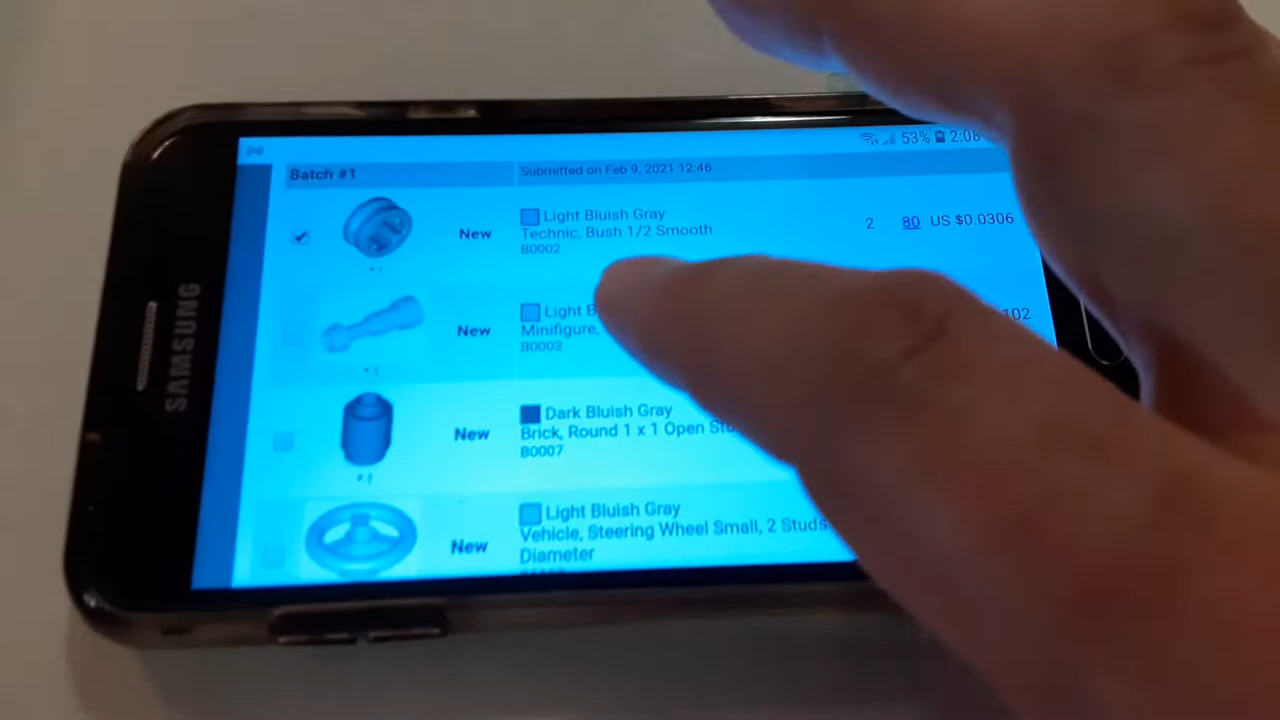 53% 2:08
Batch #1 Submitted on Feb 9, 2021 12:46
Light Bluish Gray
New Technic, Bush 1/2 Smooth 2 80 US $0.0306
B0002
Light
New Minifigure, 102
B0003
Dark Bluish Gray
New Brick, Round 1 x 1 Open
B0007
Light Bluish Gray
New Vehicle, Steering Wheel Small, 2 Studs
Diameter
SAMSUNG